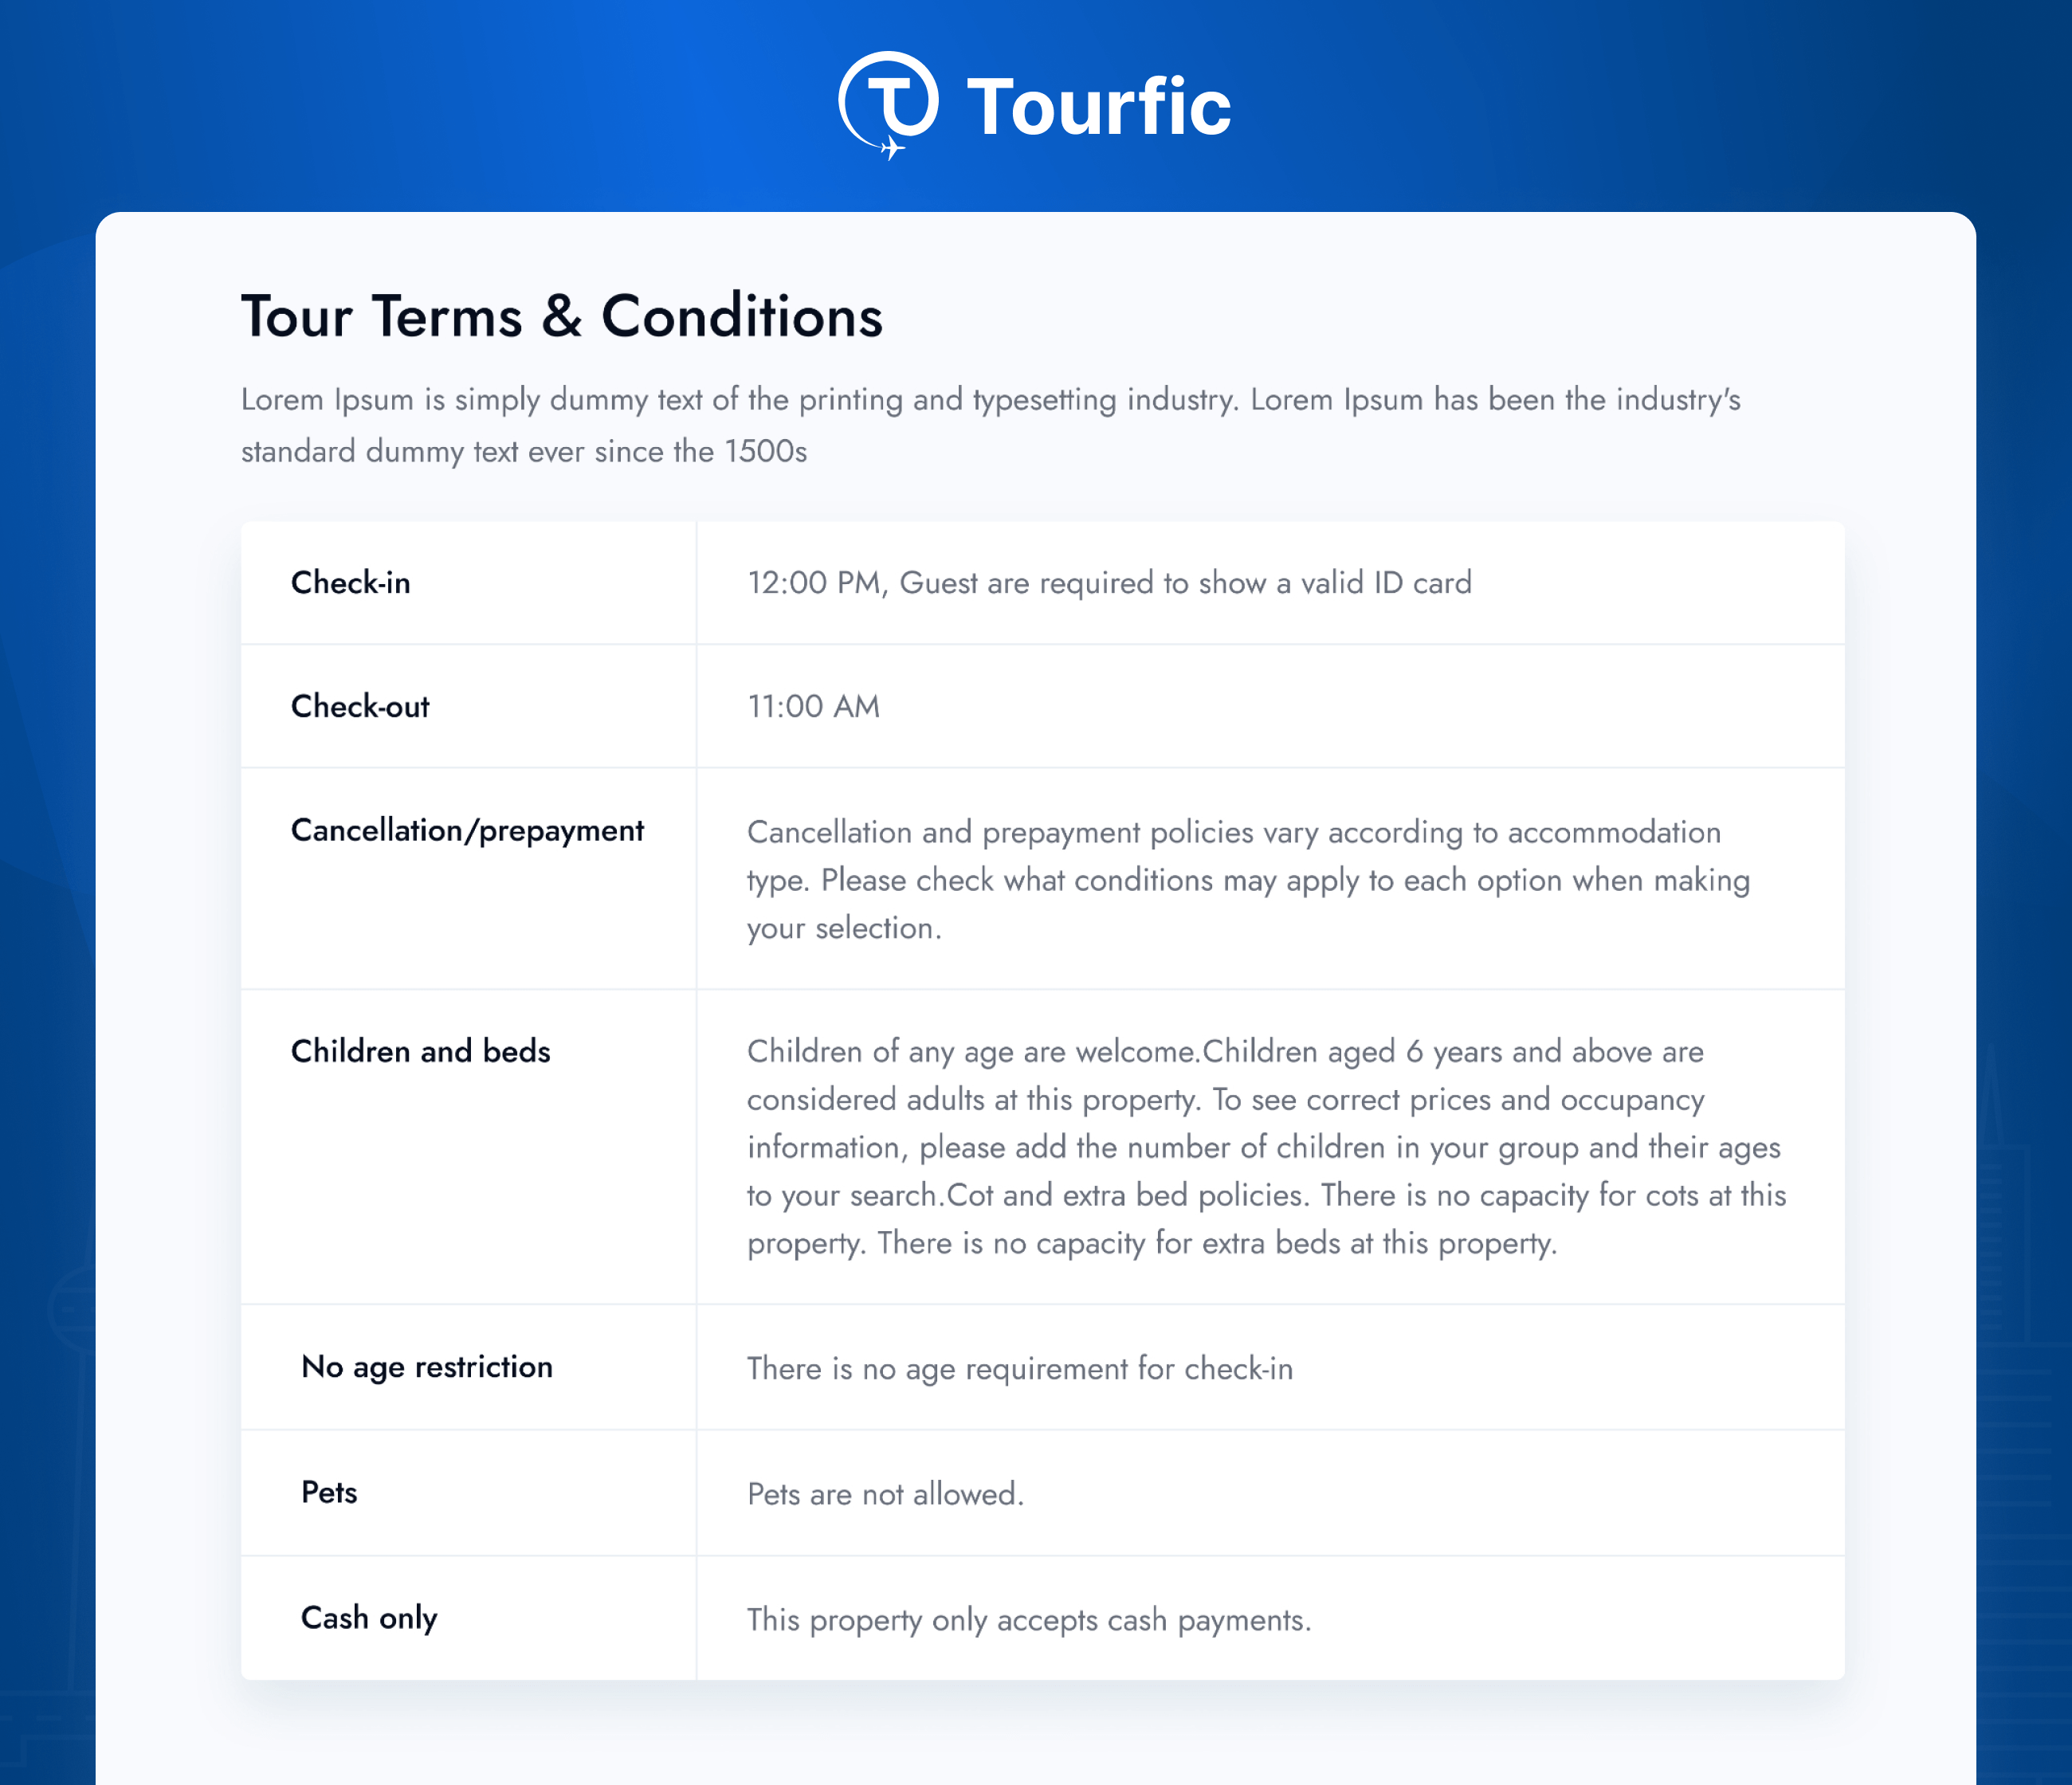 Tourfic
Tour Terms & Conditions
Lorem Ipsum is simply dummy text of the printing and typesetting industry. Lorem Ipsum has been the industry's
standard dummy text ever since the 1500s
Check-in
12:00 PM, Guest are required to show a valid ID card
Check-out
11:00 AM
Cancellation/prepayment
Cancellation and prepayment policies vary according to accommodation
type. Please check what conditions may apply to each option when making
your selection.
Children and beds
Children of any age are welcome.Children aged 6 years and above are
considered adults at this property. To see correct prices and occupancy
information, please add the number of children in your group and their ages
to your search.Cot and extra bed policies. There is no capacity for cots at this
property. There is no capacity for extra beds at this property.
No age restriction
There is no age requirement for check-in
Pets
Pets are not allowed.
Cash only
This property only accepts cash payments.